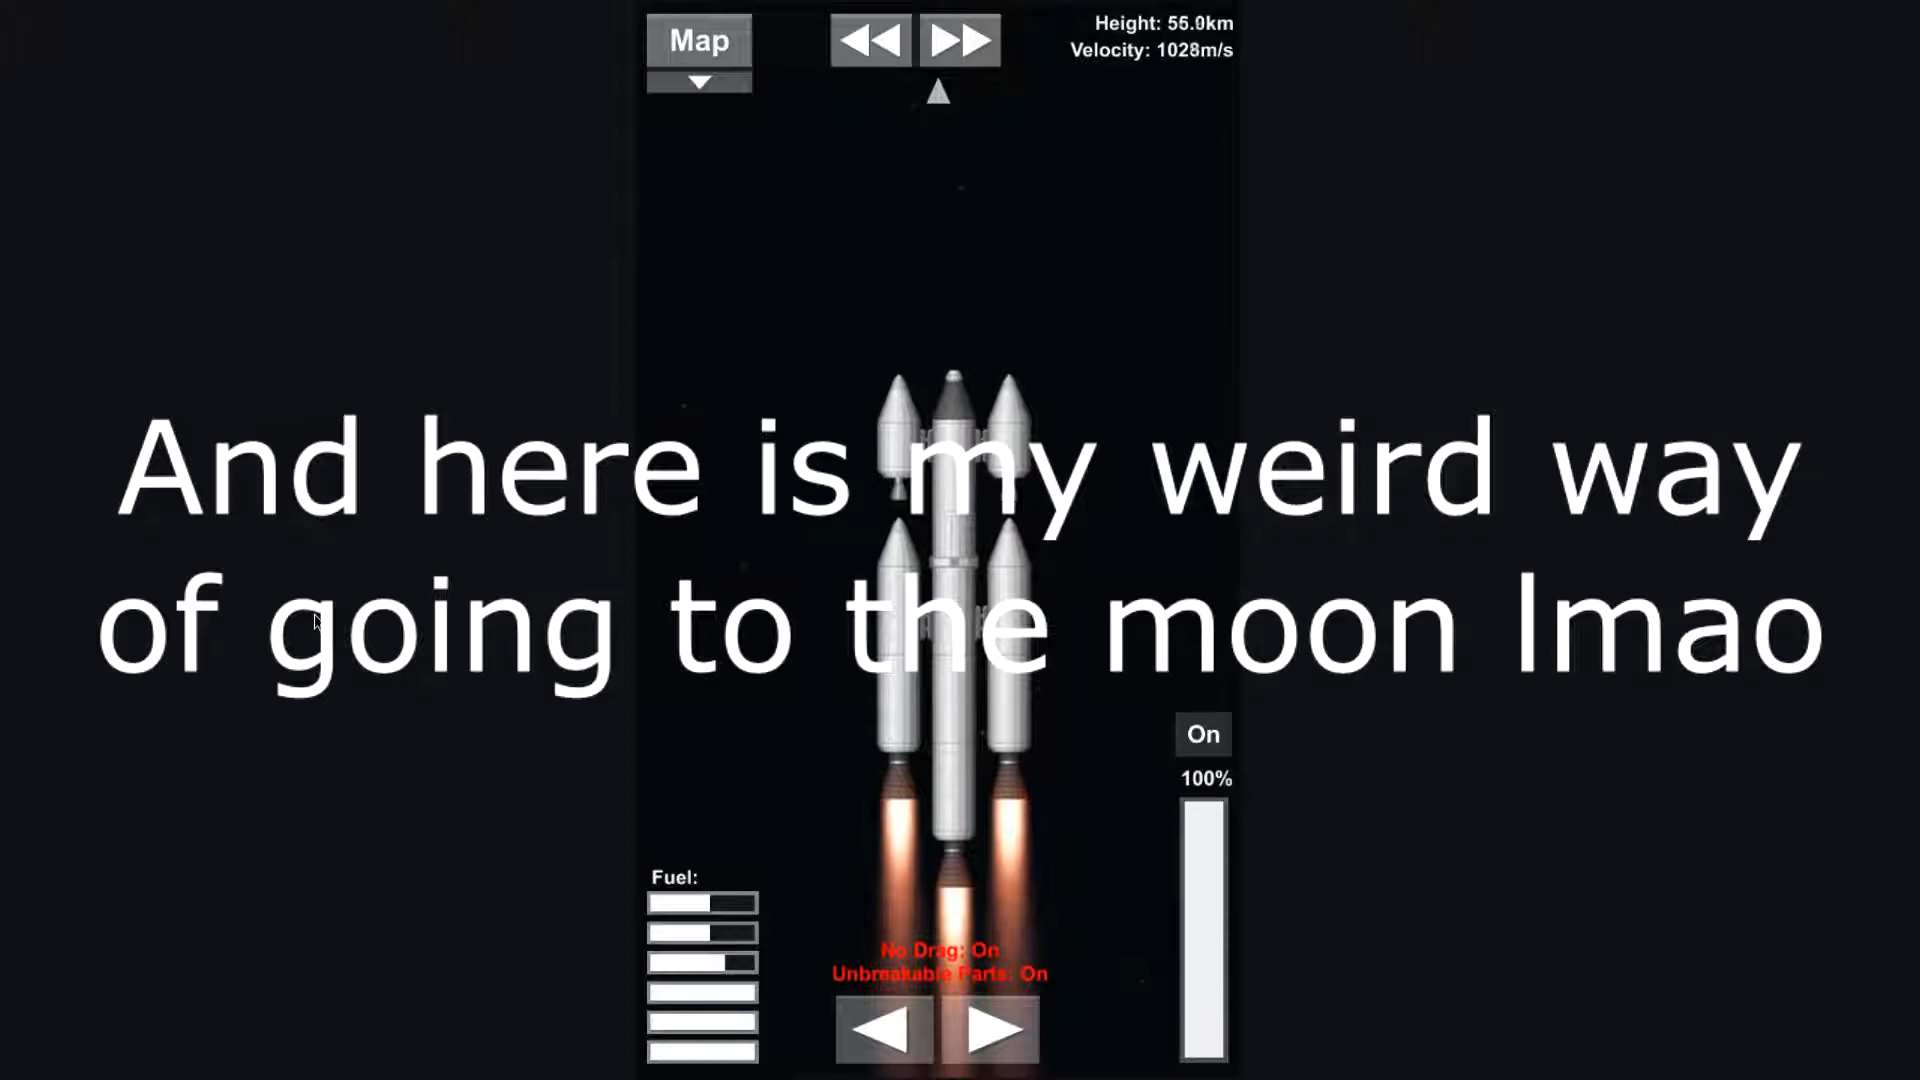 Map
Height: 55.0km
Velocity: 1028m/s
And here is my weird way
of going to the moon lmao
On
100%
Fuel:
No Drag: On
Unbreakable Parts: On